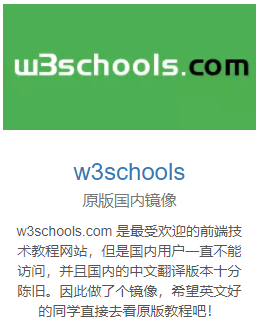 w3schools.com
w3schools
原版国内镜像
w3schools.com 是最受欢迎的前端技
术教程网站，但是国内用户一直不能
访问，并且国内的中文翻译版本十分
陈旧。因此做了个镜像，希望英文好
的同学直接去看原版教程吧！